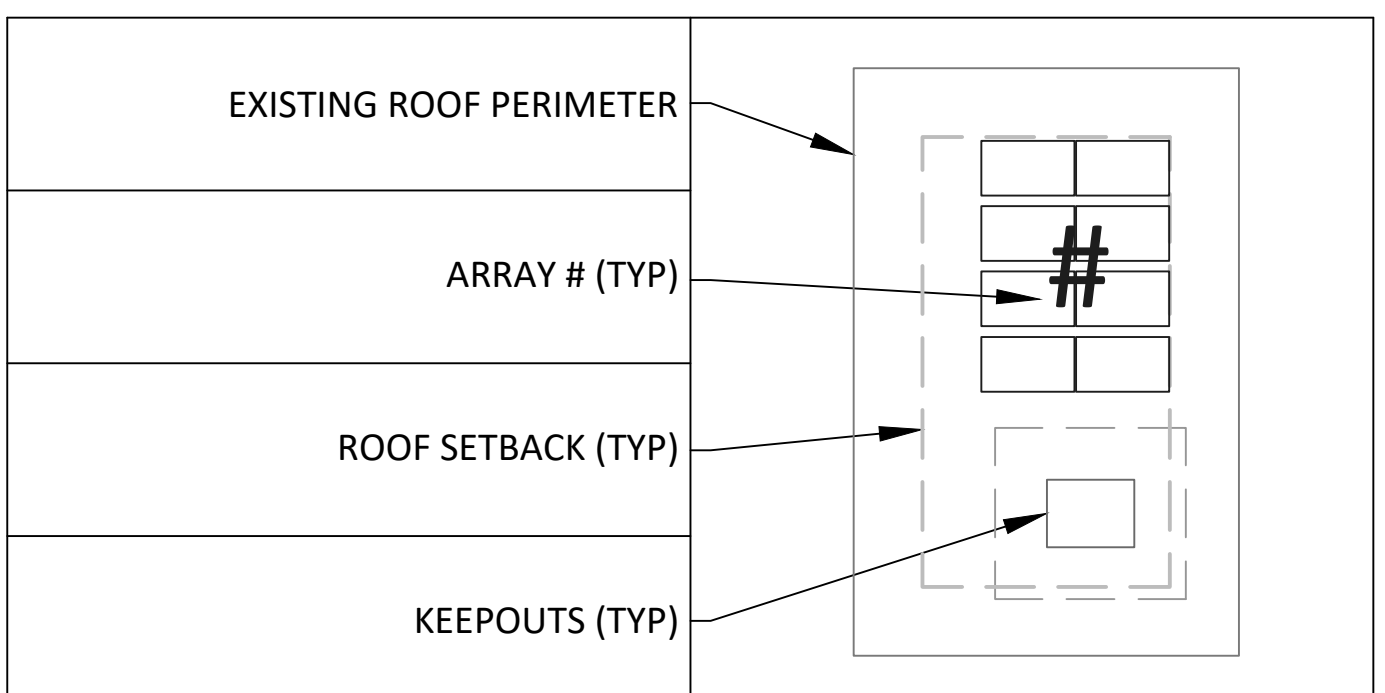 EXISTING ROOF PERIMETER
ARRAY # (TYP)
#
ROOF SETBACK (TYP)
KEEPOUTS (TYP)